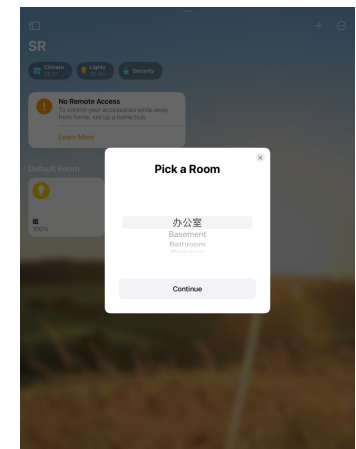 SR
Climate
Lights
Security
No Remote Access
To control your
accessories while away
from home, set up a home hub.
Learn More
Default Room
100%
Pick a Room
办公室
Basement
Bathroom
Continue